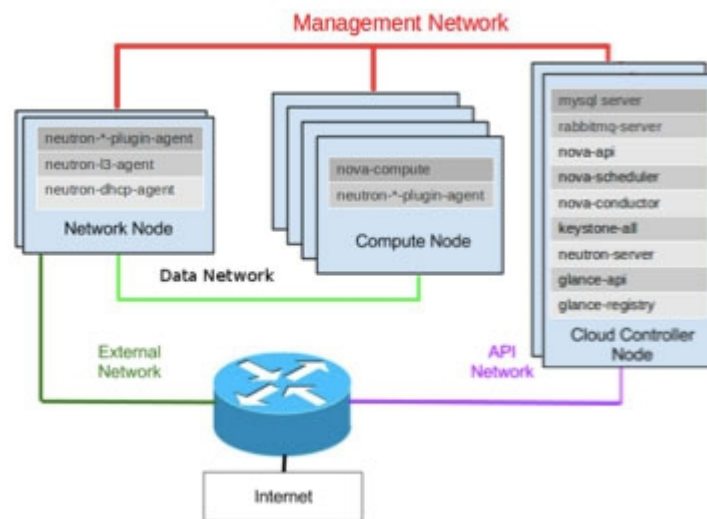 Management Network
neutron-*-plugin-agent
neutron-l3-agent
neutron-dhcp-agent
Network Node
nova-compute
neutron-*-plugin-agent
Compute Node
mysql server
rabbitmq-server
nova-api
nova-scheduler
nova-conductor
keystone-all
neutron-server
glance-api
glance-registry
Cloud Controller
Node
Data Network
External
Network
API
Network
Internet